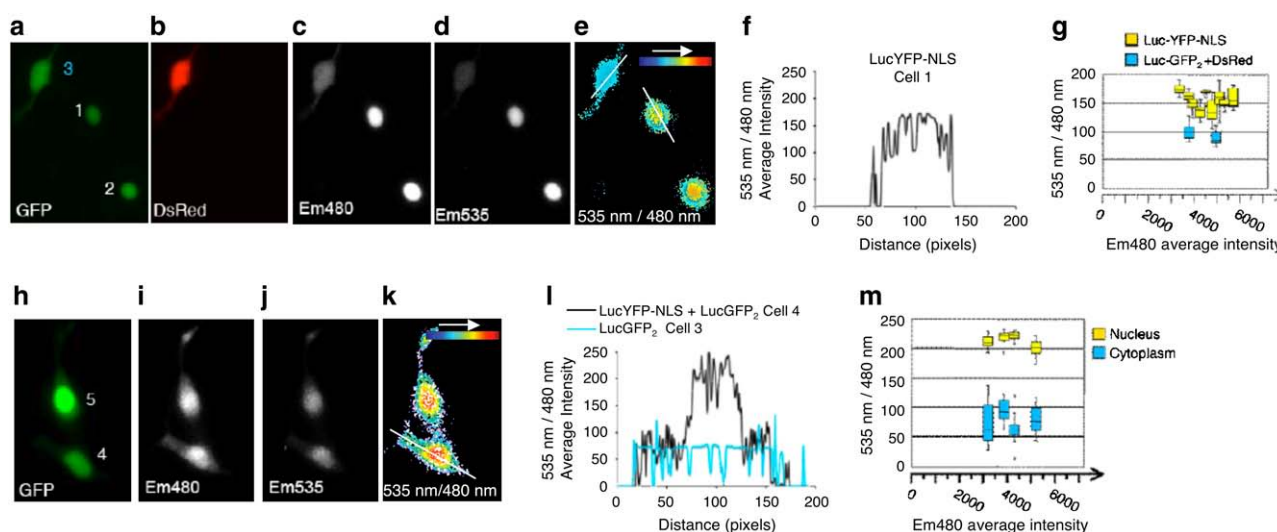 a b c d e f g
3
1
2
GFP
DsRed
Em480
Em535
535 nm / 480 nm
LucYFP-NLS
Cell 1
535 nm / 480 nm
Average Intensity
250
200
150
100
50
0
0 50 100 150 200
Distance (pixels)
Luc-YFP-NLS
Luc-GFP2+DsRed
535 nm / 480 nm
200
150
100
50
0
0 2000 4000 6000
Em480 average intensity
h i j k l m
5
4
GFP
Em480
Em535
535 nm/480 nm
LucYFP-NLS + LucGFP2 Cell 4
LucGFP2 Cell 3
535 nm / 480 nm
Average Intensity
250
200
150
100
50
0
0 50 100 150 200
Distance (pixels)
Nucleus
Cytoplasm
535 nm / 480 nm
250
200
150
100
50
0
0 2000 4000 6000
Em480 average intensity